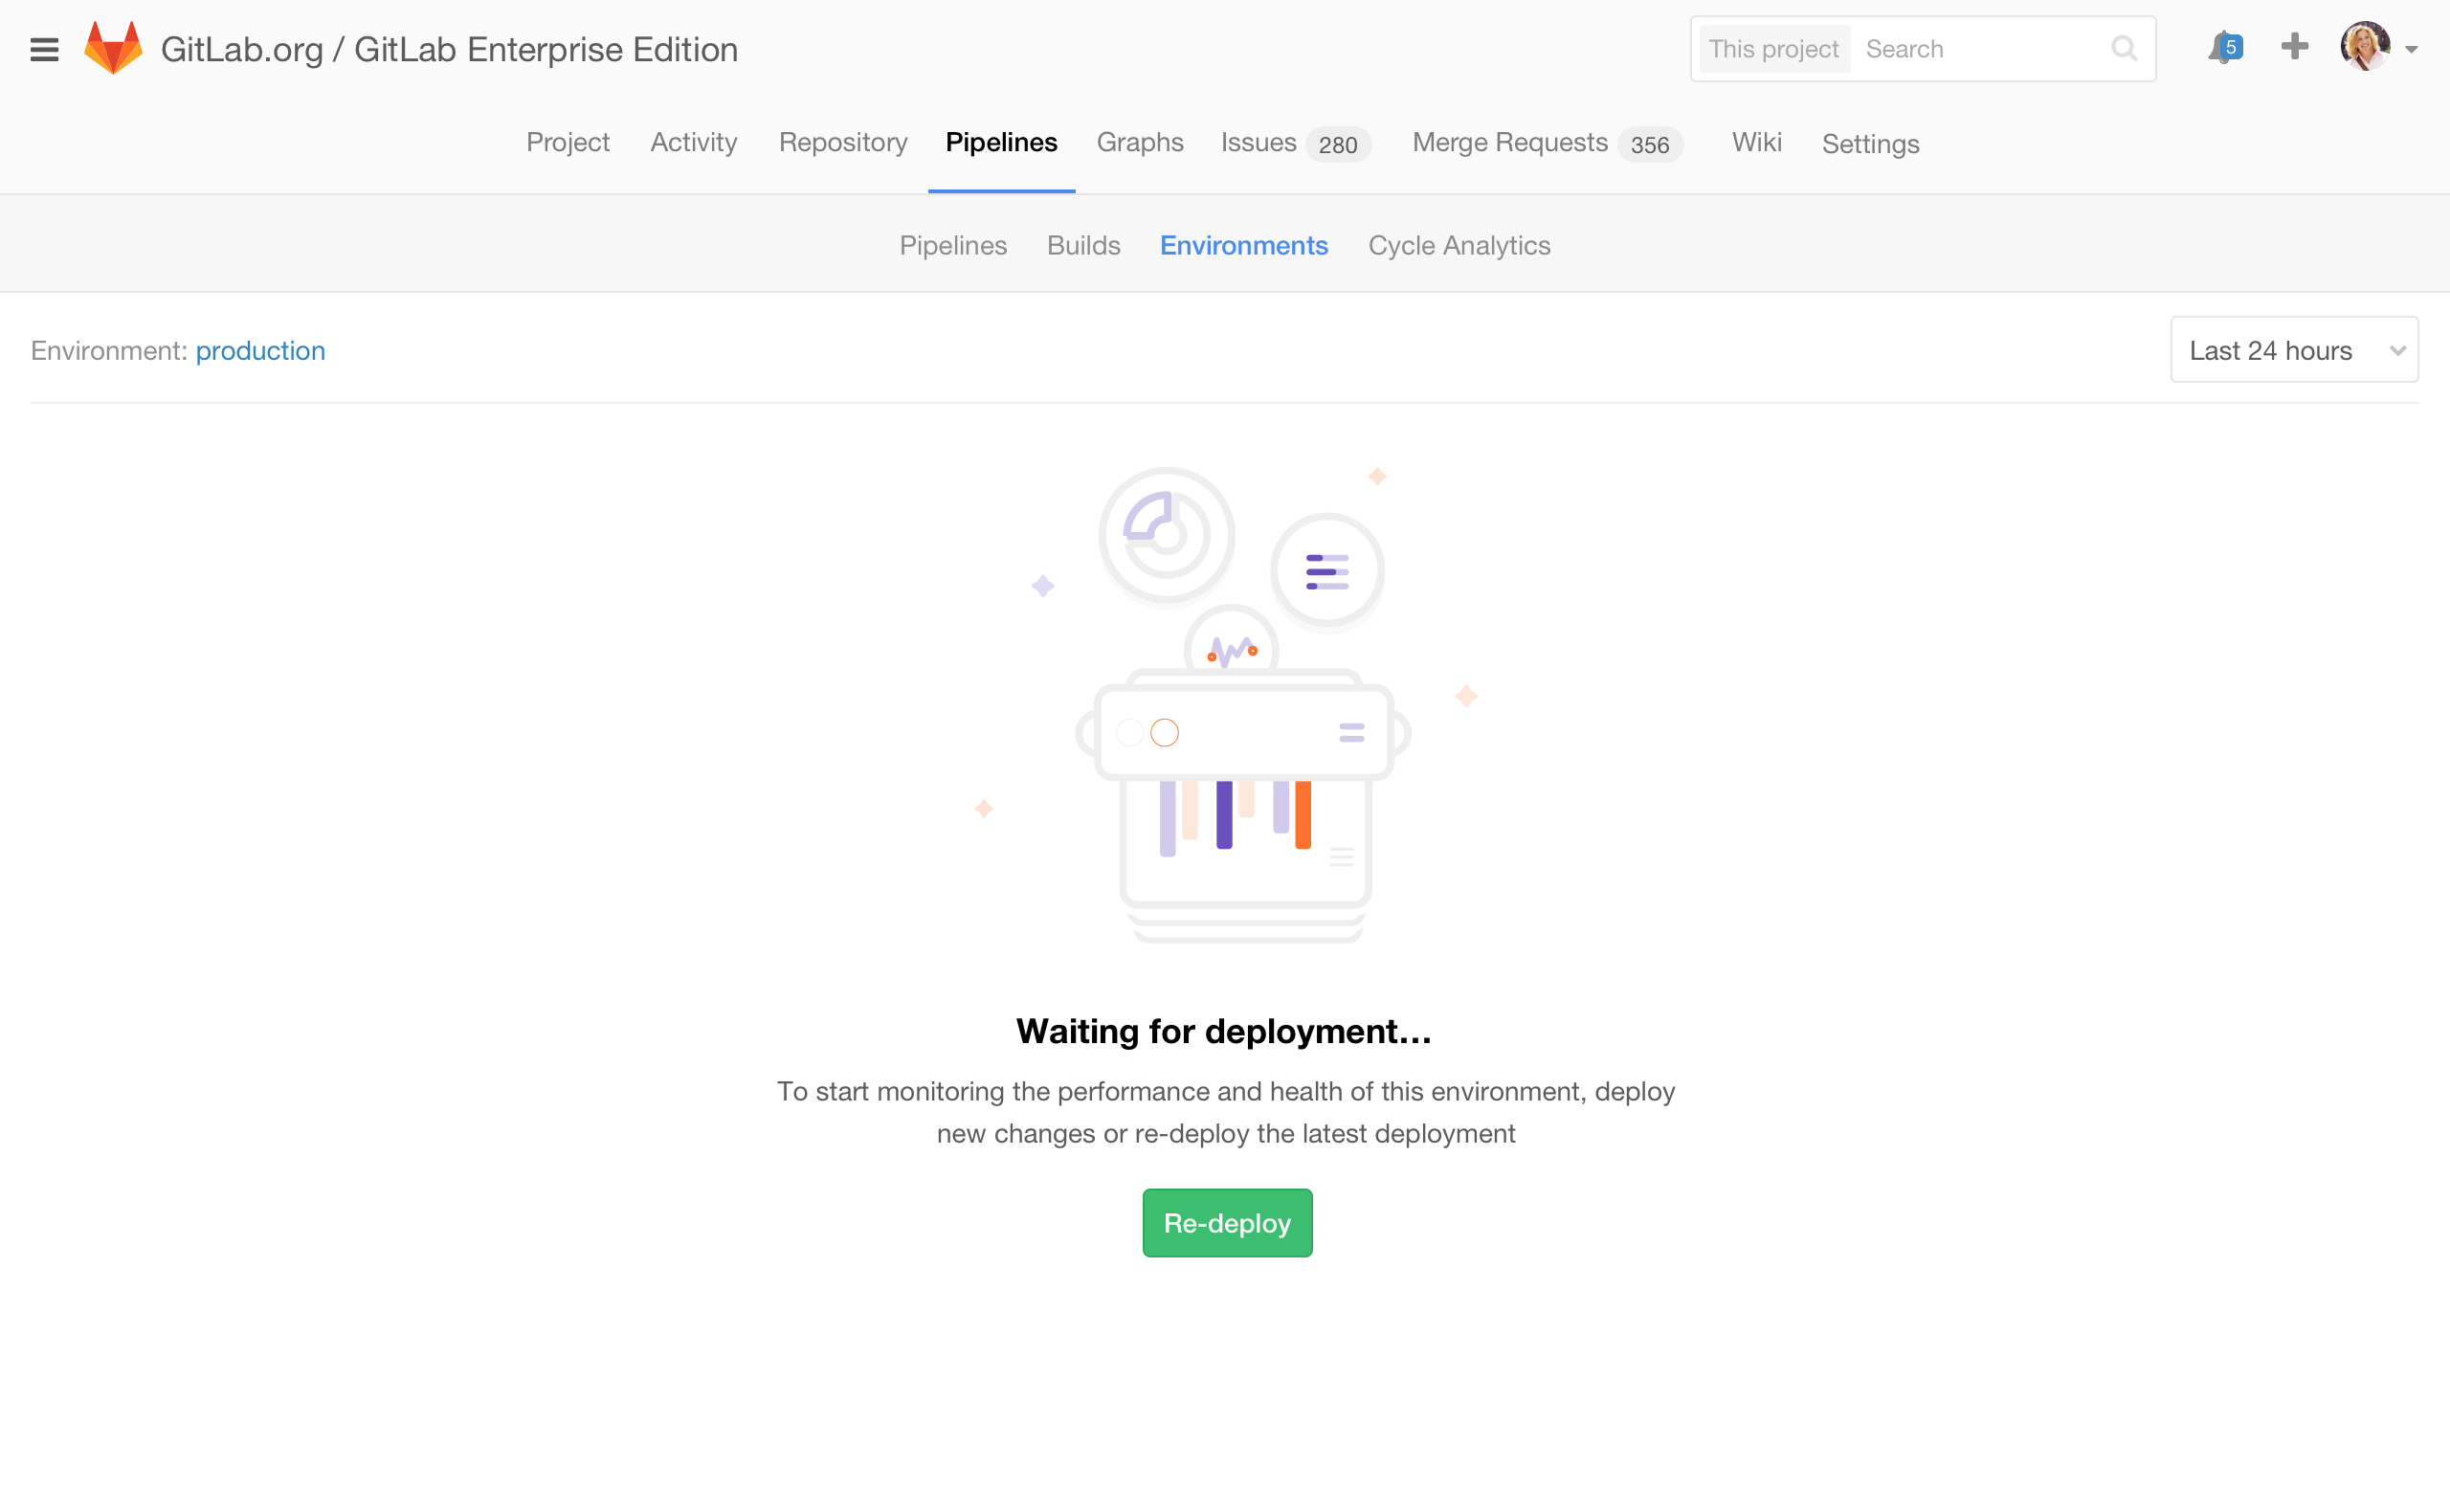 GitLab.org / GitLab Enterprise Edition
This project Search
5
Project Activity Repository Pipelines Graphs Issues 280 Merge Requests 356 Wiki Settings
Pipelines Builds Environments Cycle Analytics
Environment: production
Last 24 hours
Waiting for deployment...
To start monitoring the performance and health of this environment, deploy
new changes or re-deploy the latest deployment
Re-deploy